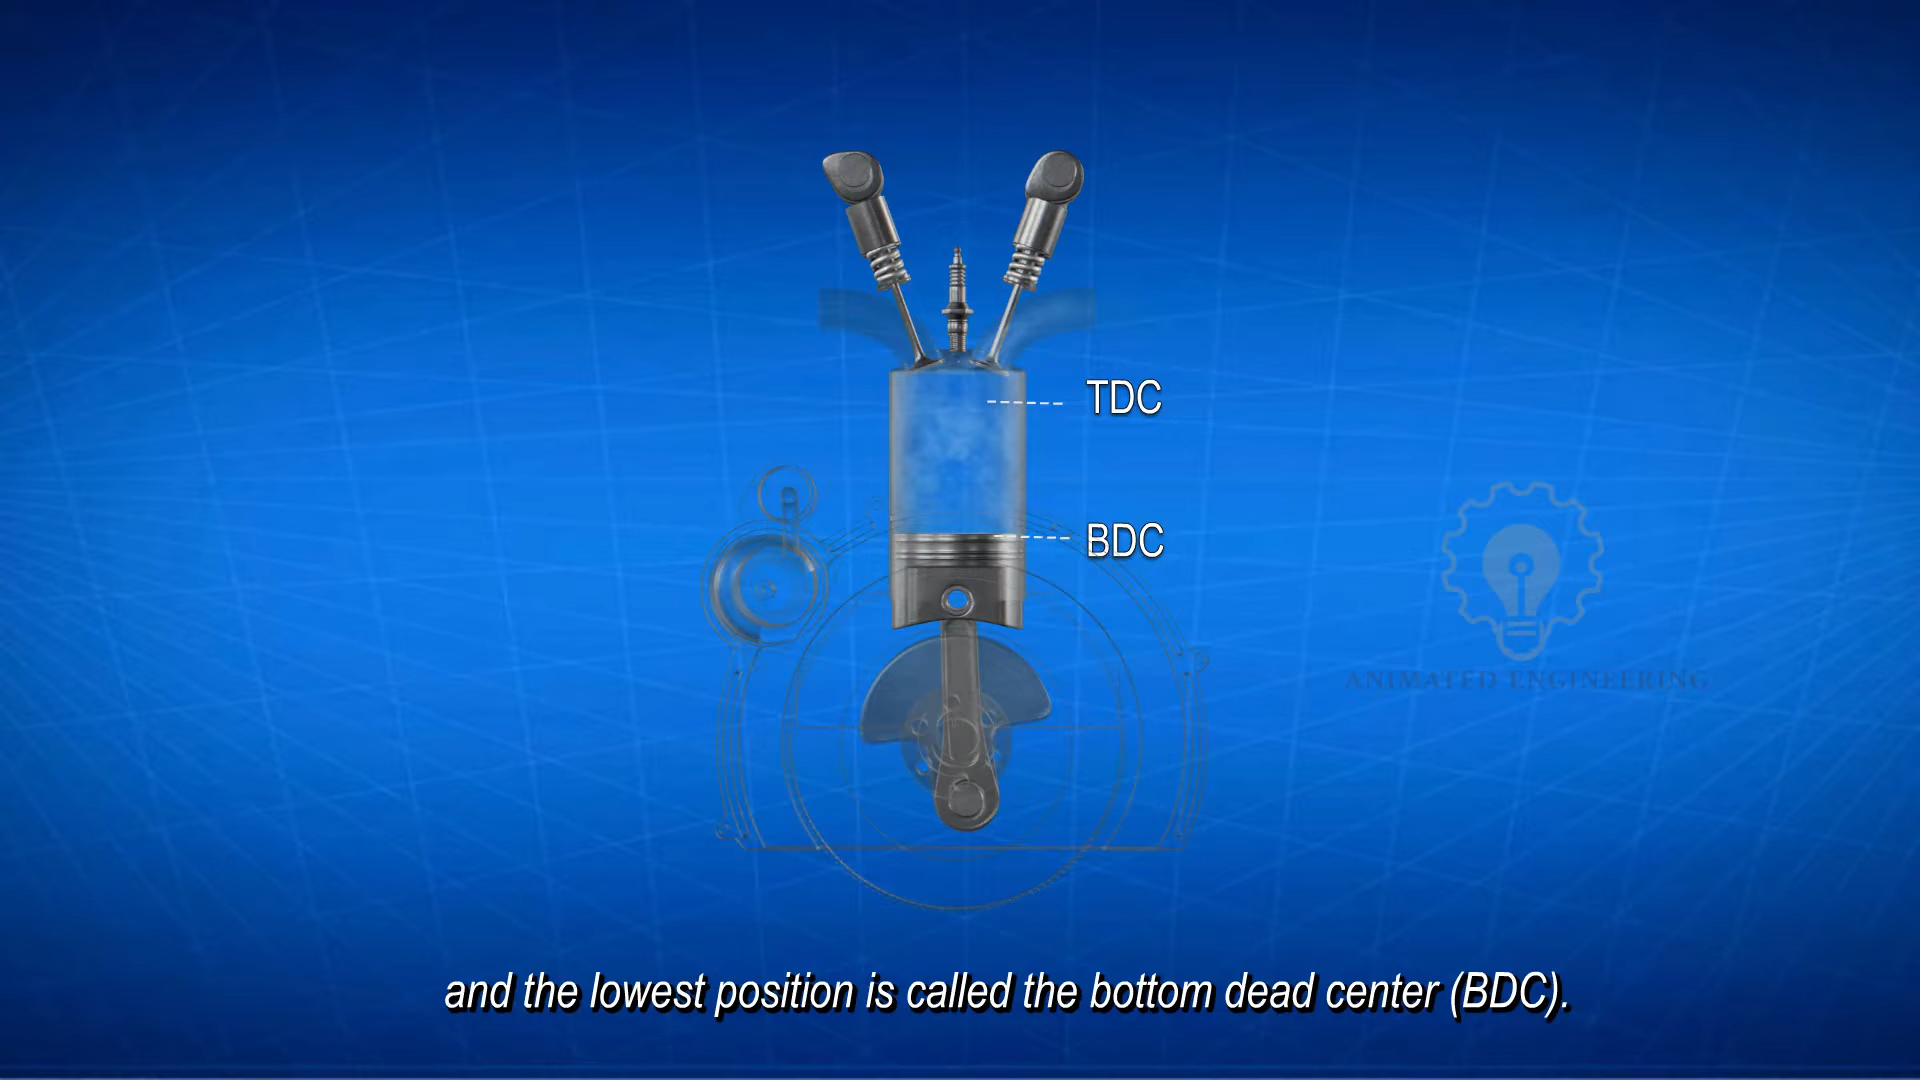 TDC
BDC
ANIMATED ENGINEERING
and the lowest position is called the bottom dead center (BDC).